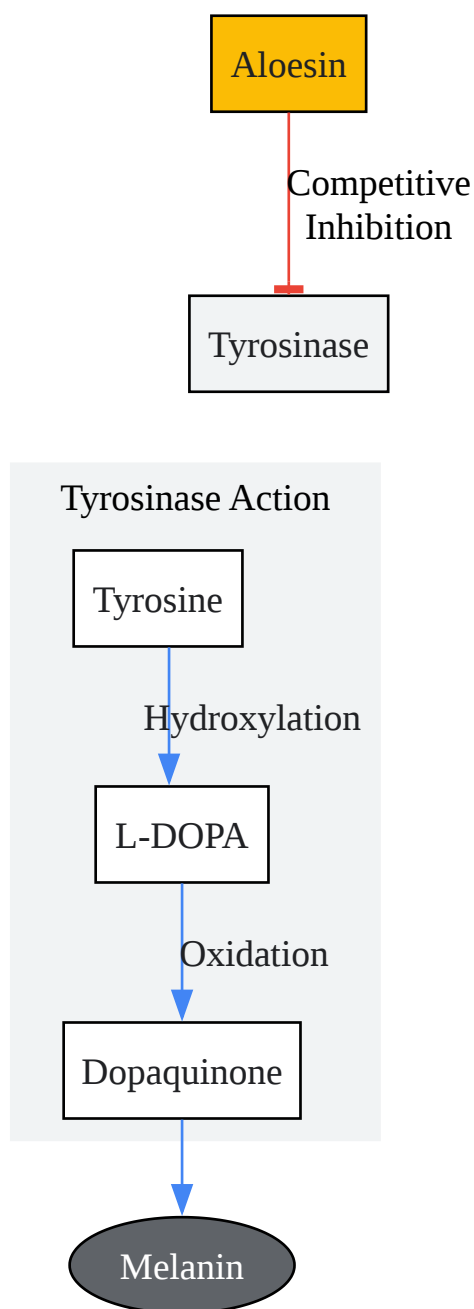 Aloesin
Competitive
Inhibition
Tyrosinase
Tyrosinase Action
Tyrosine
Hydroxylation
L-DOPA
Oxidation
Dopaquinone
Melanin